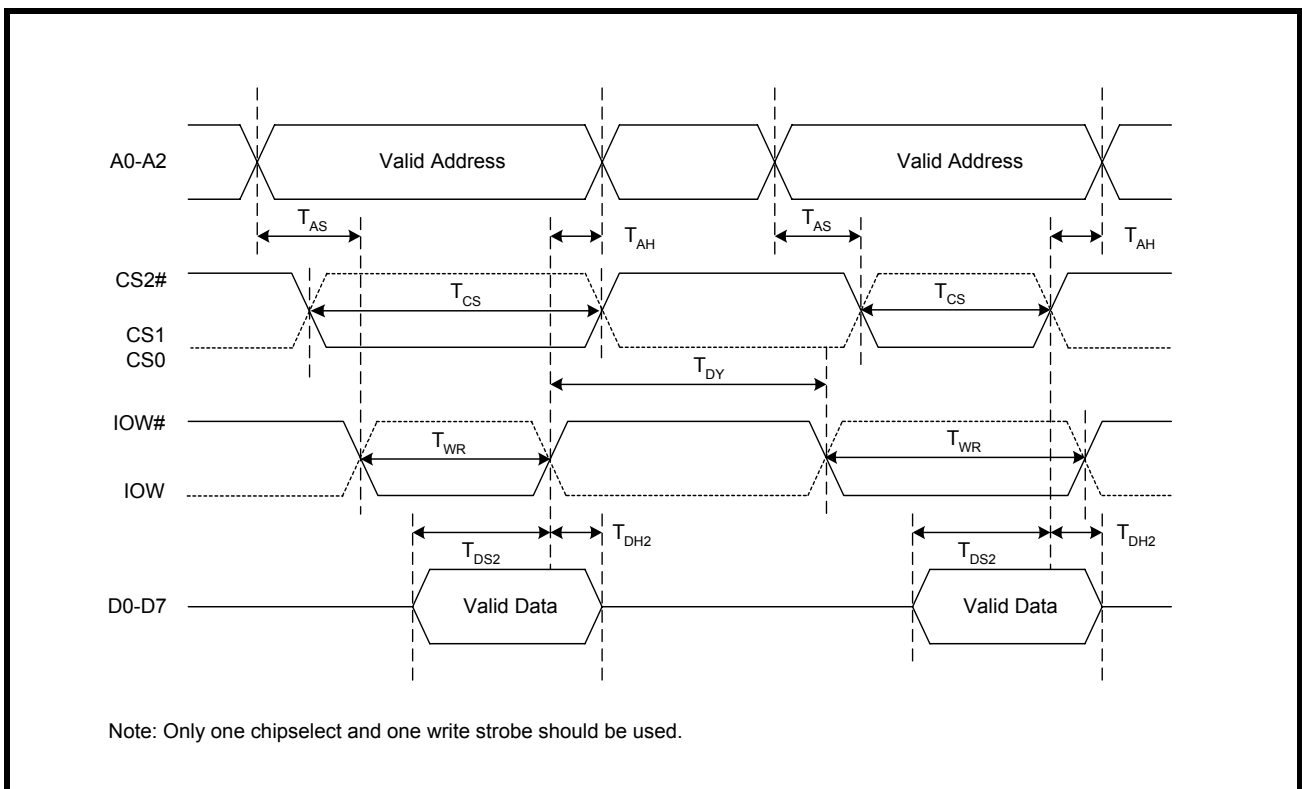 A0-A2
Valid Address
Valid Address
TAS
TAH
TAS
TAH
CS2#
TCS
TCS
CS1
CS0
TDY
IOW#
TWR
TWR
IOW
TDS2
TDH2
TDS2
TDH2
D0-D7
Valid Data
Valid Data
Note: Only one chipselect and one write strobe should be used.